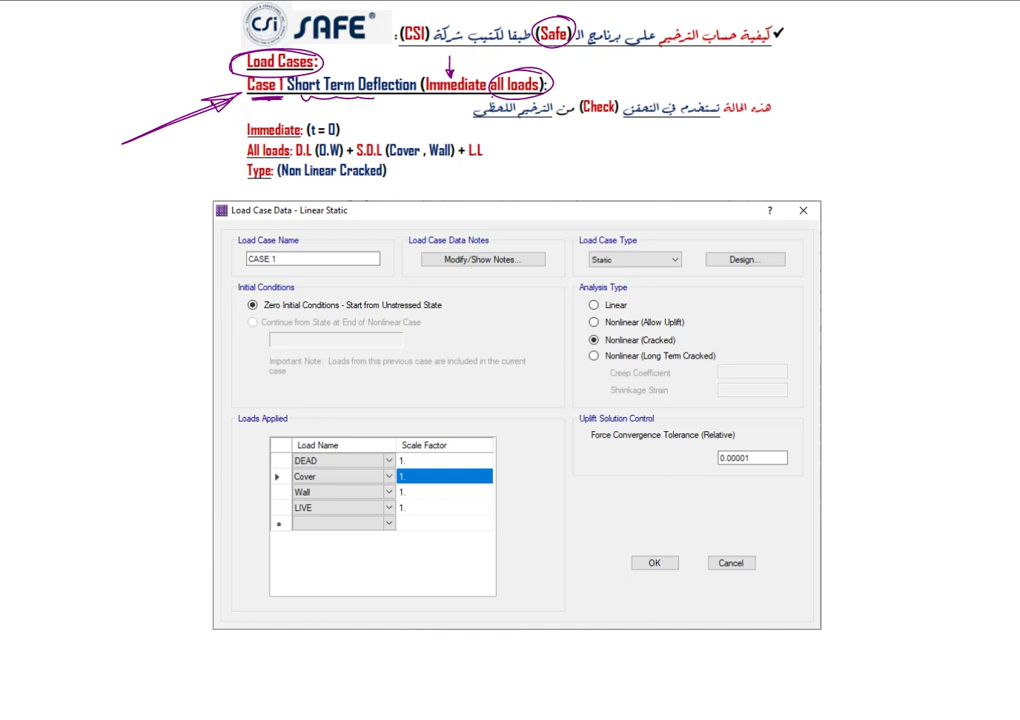 CSI SAFE®
✓ كيفية حساب الترخيم على برنامج الـ (Safe) طبقا لكتيب شركة (CSI) :
Load Cases:
Case 1 Short Term Deflection (Immediate all loads):
هذه الحالة تستخدم في التحقق (Check) من الترخيم اللحظي
Immediate: (t = 0)
All loads: D.L (O.W) + S.D.L (Cover , Wall) + L.L
Type: (Non Linear Cracked)
Load Case Data - Linear Static
Load Case Name
CASE 1
Load Case Data Notes
Modify/Show Notes...
Load Case Type
Static
Design...
Initial Conditions
Zero Initial Conditions - Start from Unstressed State
Continue from State at End of Nonlinear Case
Important Note: Loads from this previous case are included in the current
case
Analysis Type
Linear
Nonlinear (Allow Uplift)
Nonlinear (Cracked)
Nonlinear (Long Term Cracked)
Creep Coefficient
Shrinkage Strain
Loads Applied
Load Name Scale Factor
DEAD 1.
Cover 1.
Wall 1.
LIVE 1.
Uplift Solution Control
Force Convergence Tolerance (Relative)
0.00001
OK Cancel